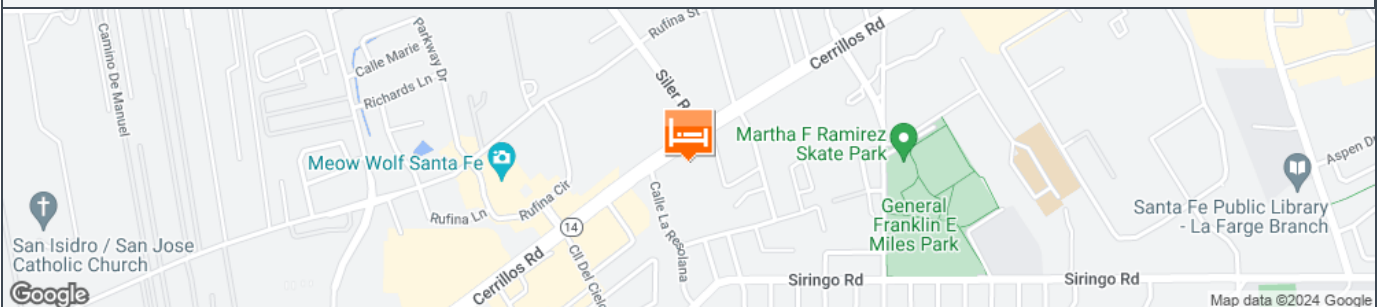 Rufina St
Cerrillos Rd
Camino De Manuel
Parkway Dr
Calle Marie
Richards Ln
Siler R
Martha F Ramirez
Skate Park
Meow Wolf Santa Fe
Aspen Dr
Rufina Cir
Rufina Ln
Calle La Resolana
14
General
Franklin E
Miles Park
Santa Fe Public Library
- La Farge Branch
San Isidro / San Jose
Catholic Church
Cll Del Cielo
Cerrillos Rd
Siringo Rd
Siringo Rd
Google
Map data ©2024 Google